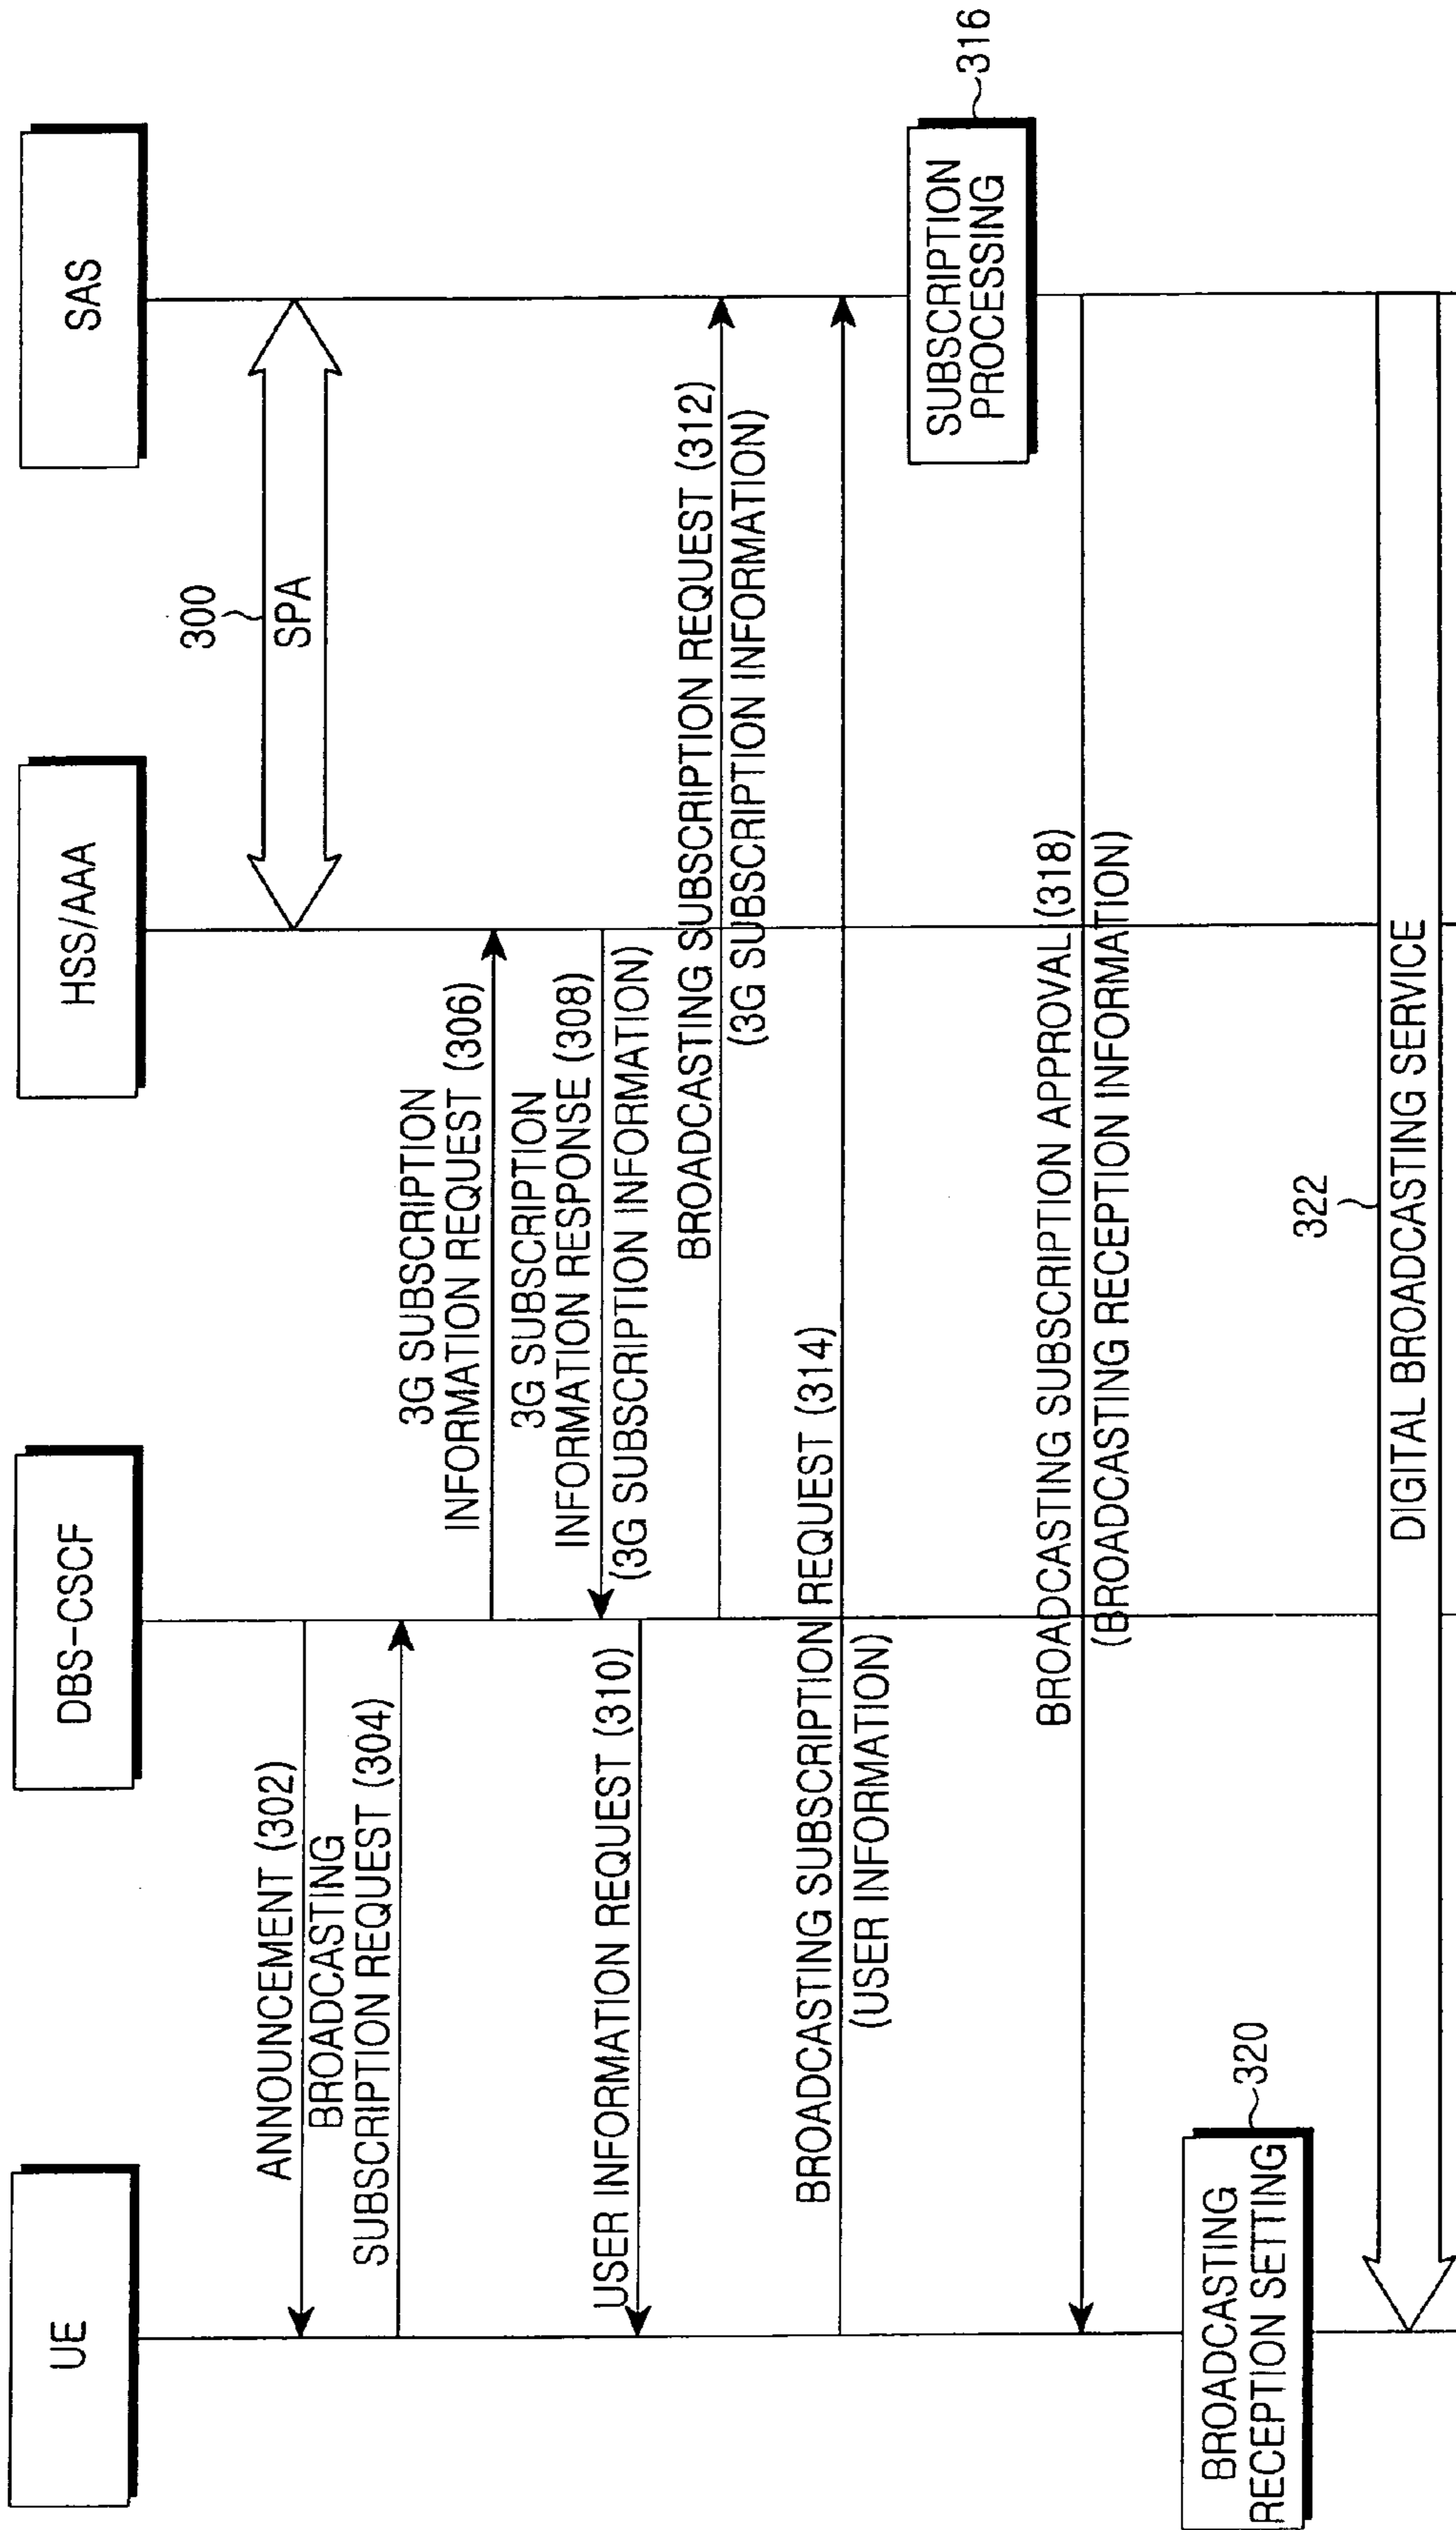 UE
DBS-CSCF
HSS/AAA
SAS
300
SPA
ANNOUNCEMENT (302)
BROADCASTING
SUBSCRIPTION REQUEST (304)
3G SUBSCRIPTION
INFORMATION REQUEST (306)
3G SUBSCRIPTION
INFORMATION RESPONSE (308)
(3G SUBSCRIPTION INFORMATION)
USER INFORMATION REQUEST (310)
BROADCASTING SUBSCRIPTION REQUEST (312)
(3G SUBSCRIPTION INFORMATION)
BROADCASTING SUBSCRIPTION REQUEST (314)
(USER INFORMATION)
SUBSCRIPTION
PROCESSING
316
BROADCASTING SUBSCRIPTION APPROVAL (318)
(BROADCASTING RECEPTION INFORMATION)
BROADCASTING
RECEPTION SETTING
320
322
DIGITAL BROADCASTING SERVICE